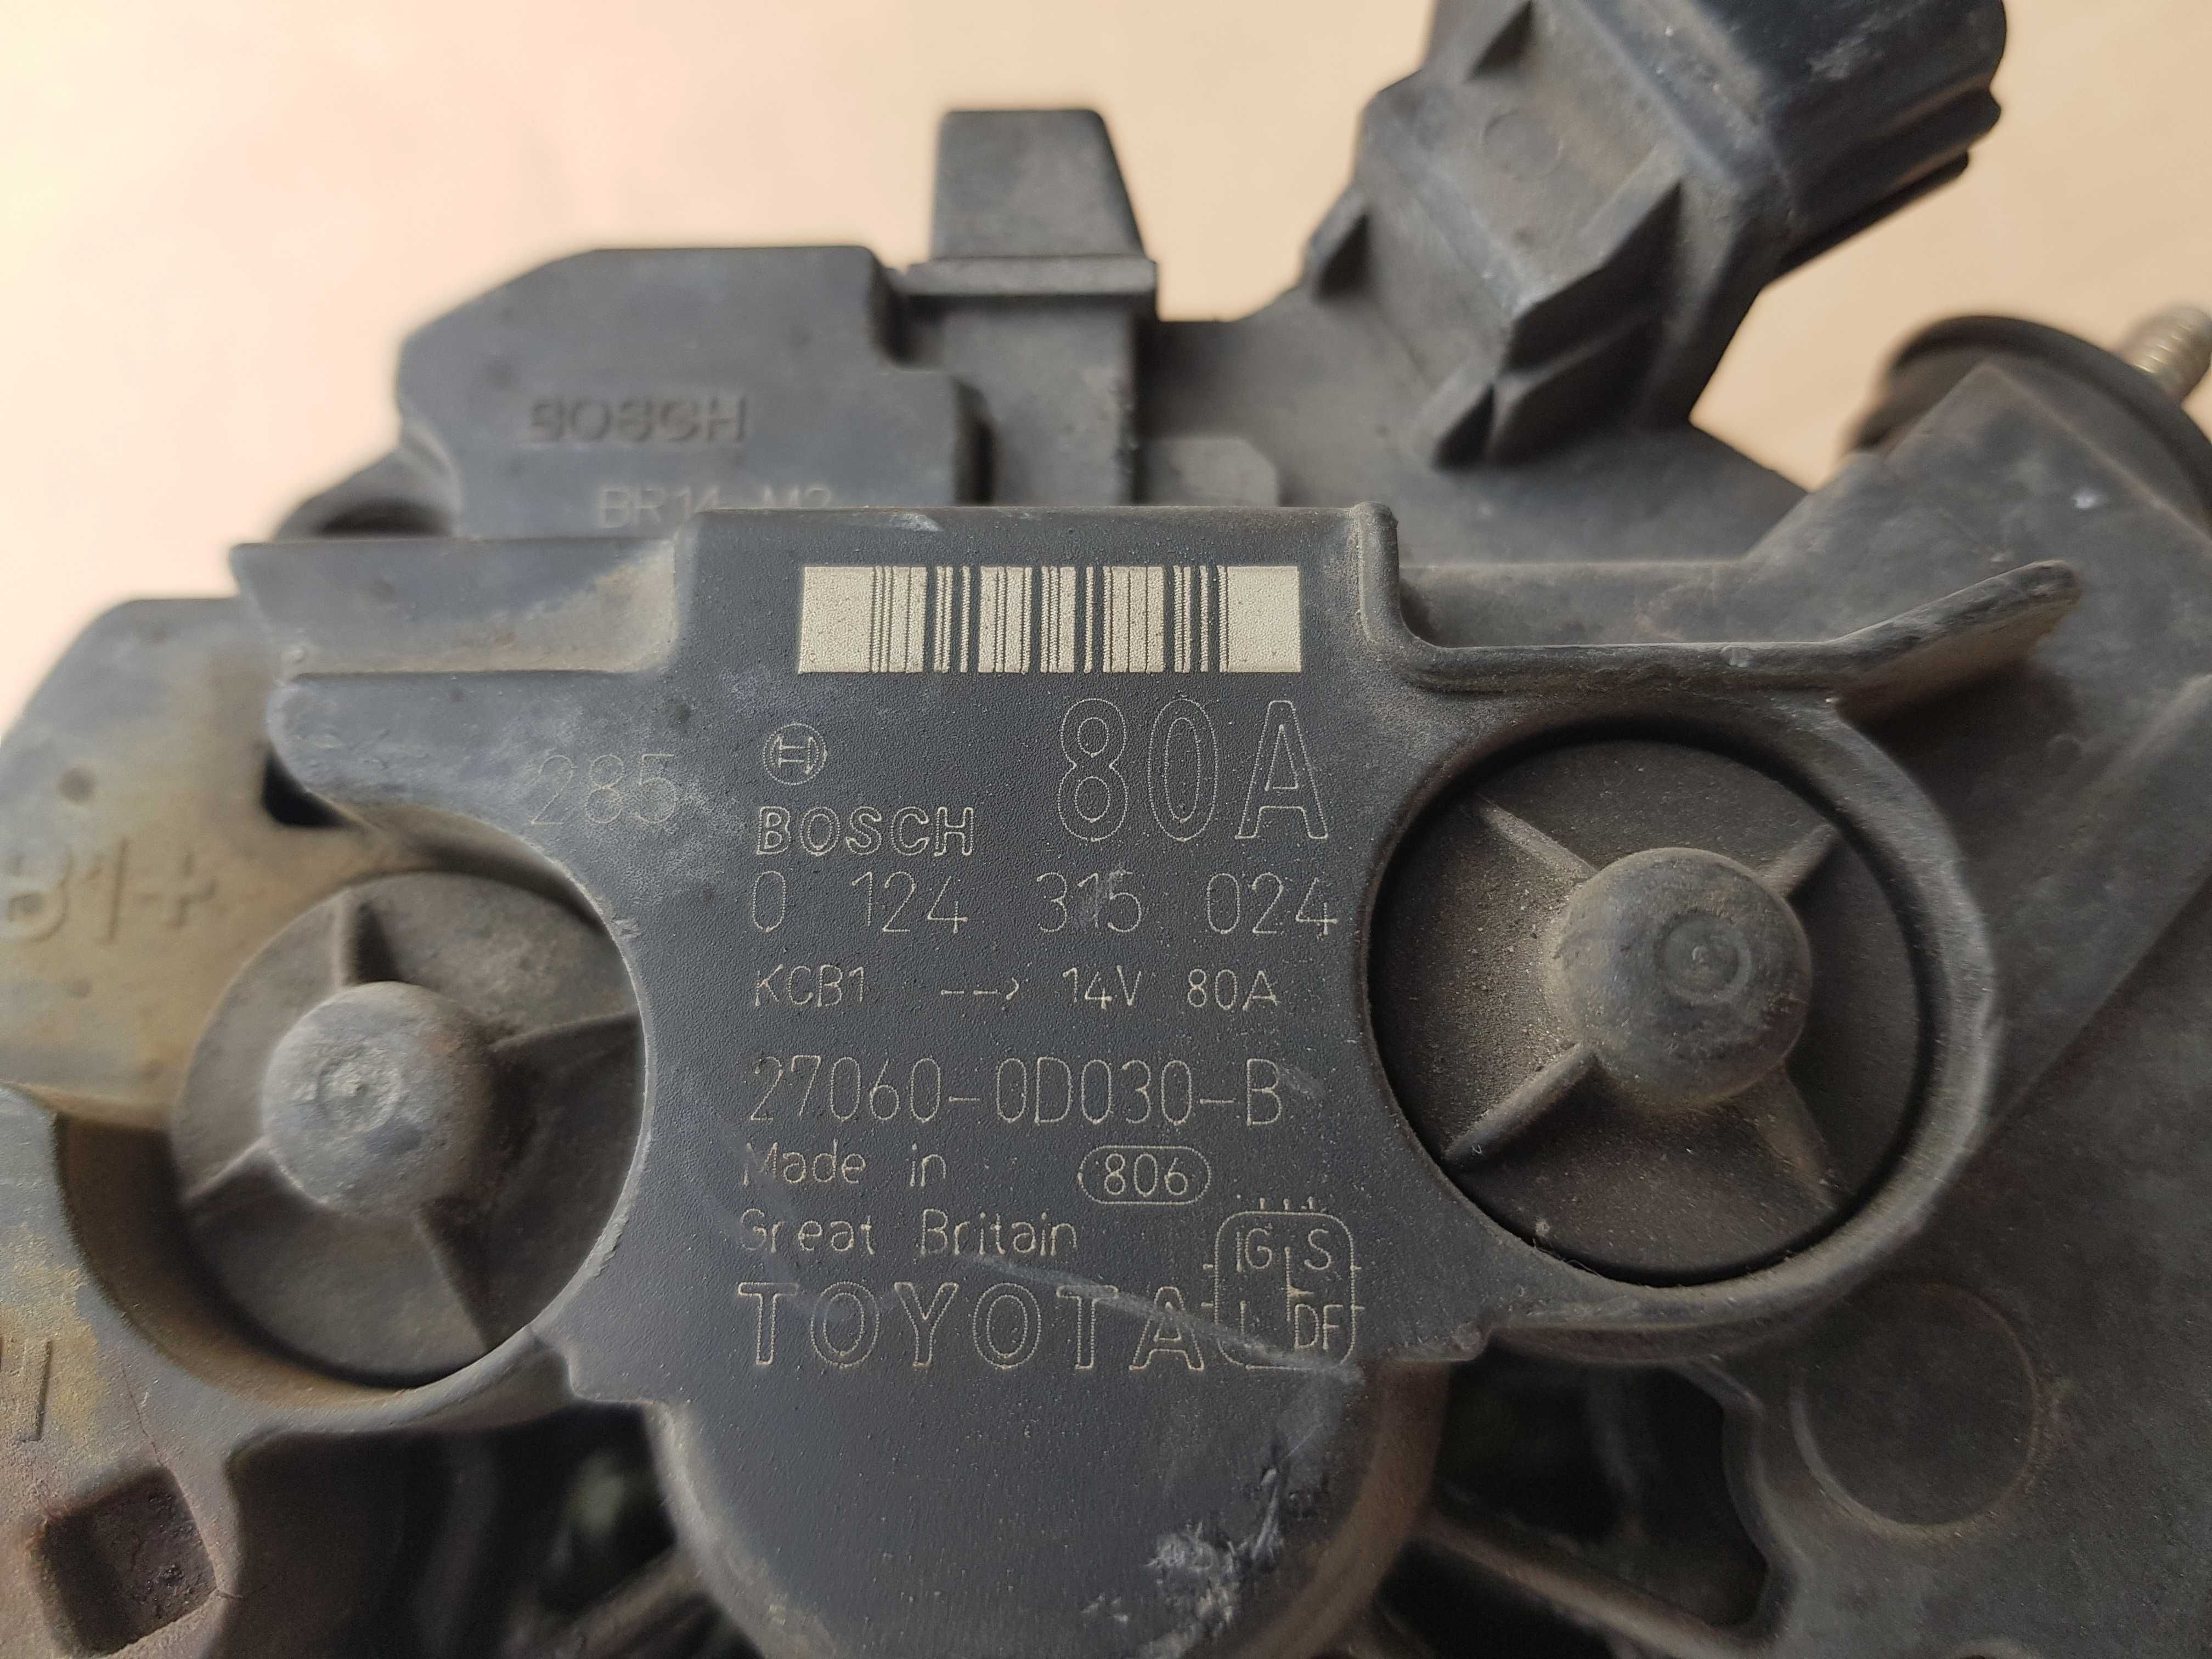 BOSCH
BR14-M2
80A
285
BOSCH
0 124 315 024
KCB1 --> 14V 80A
27060-0D030-B
Made in 806
Great Britain
IG S
L DF
TOYOTA
B1+